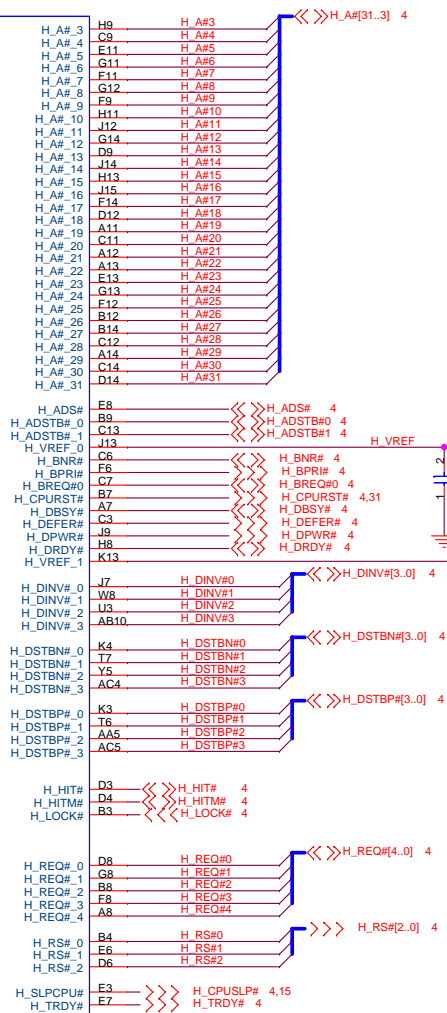 H_A#[31..3] 4
H_A#_3 H9 H_A#3
H_A#_4 C9 H_A#4
H_A#_5 E11 H_A#5
H_A#_6 G11 H_A#6
H_A#_7 F11 H_A#7
H_A#_8 G12 H_A#8
H_A#_9 F9 H_A#9
H_A#_10 H11 H_A#10
H_A#_11 J12 H_A#11
H_A#_12 G14 H_A#12
H_A#_13 D9 H_A#13
H_A#_14 J14 H_A#14
H_A#_15 H13 H_A#15
H_A#_16 J15 H_A#16
H_A#_17 F14 H_A#17
H_A#_18 D12 H_A#18
H_A#_19 A11 H_A#19
H_A#_20 C11 H_A#20
H_A#_21 A12 H_A#21
H_A#_22 A13 H_A#22
H_A#_23 E13 H_A#23
H_A#_24 G13 H_A#24
H_A#_25 F12 H_A#25
H_A#_26 B12 H_A#26
H_A#_27 B14 H_A#27
H_A#_28 C12 H_A#28
H_A#_29 A14 H_A#29
H_A#_30 C14 H_A#30
H_A#_31 D14 H_A#31
H_ADS# E8 H_ADS# 4
H_ADSTB#_0 B9 H_ADSTB#0 4
H_ADSTB#_1 C13 H_ADSTB#1 4
H_VREF_0 J13 H_VREF
H_BNR# C6 H_BNR# 4
H_BPRI# F6 H_BPRI# 4
H_BREQ#0 C7 H_BREQ#0 4
H_CPURST# B7 H_CPURST# 4,31
H_DBSY# A7 H_DBSY# 4
H_DEFER# C3 H_DEFER# 4
H_DPWR# J9 H_DPWR# 4
H_DRDY# H8 H_DRDY# 4
H_VREF_1 K13
2
1
H_DINV#[3..0] 4
H_DINV#_0 J7 H_DINV#0
H_DINV#_1 W8 H_DINV#1
H_DINV#_2 U3 H_DINV#2
H_DINV#_3 AB10 H_DINV#3
H_DSTBN#[3..0] 4
H_DSTBN#_0 K4 H_DSTBN#0
H_DSTBN#_1 T7 H_DSTBN#1
H_DSTBN#_2 Y5 H_DSTBN#2
H_DSTBN#_3 AC4 H_DSTBN#3
H_DSTBP#[3..0] 4
H_DSTBP#_0 K3 H_DSTBP#0
H_DSTBP#_1 T6 H_DSTBP#1
H_DSTBP#_2 AA5 H_DSTBP#2
H_DSTBP#_3 AC5 H_DSTBP#3
H_HIT# D3 H_HIT# 4
H_HITM# D4 H_HITM# 4
H_LOCK# B3 H_LOCK# 4
H_REQ#[4..0] 4
H_REQ#_0 D8 H_REQ#0
H_REQ#_1 G8 H_REQ#1
H_REQ#_2 B8 H_REQ#2
H_REQ#_3 F8 H_REQ#3
H_REQ#_4 A8 H_REQ#4
H_RS#[2..0] 4
H_RS#_0 B4 H_RS#0
H_RS#_1 E6 H_RS#1
H_RS#_2 D6 H_RS#2
H_SLPCPU# E3 H_CPUSLP# 4,15
H_TRDY# E7 H_TRDY# 4